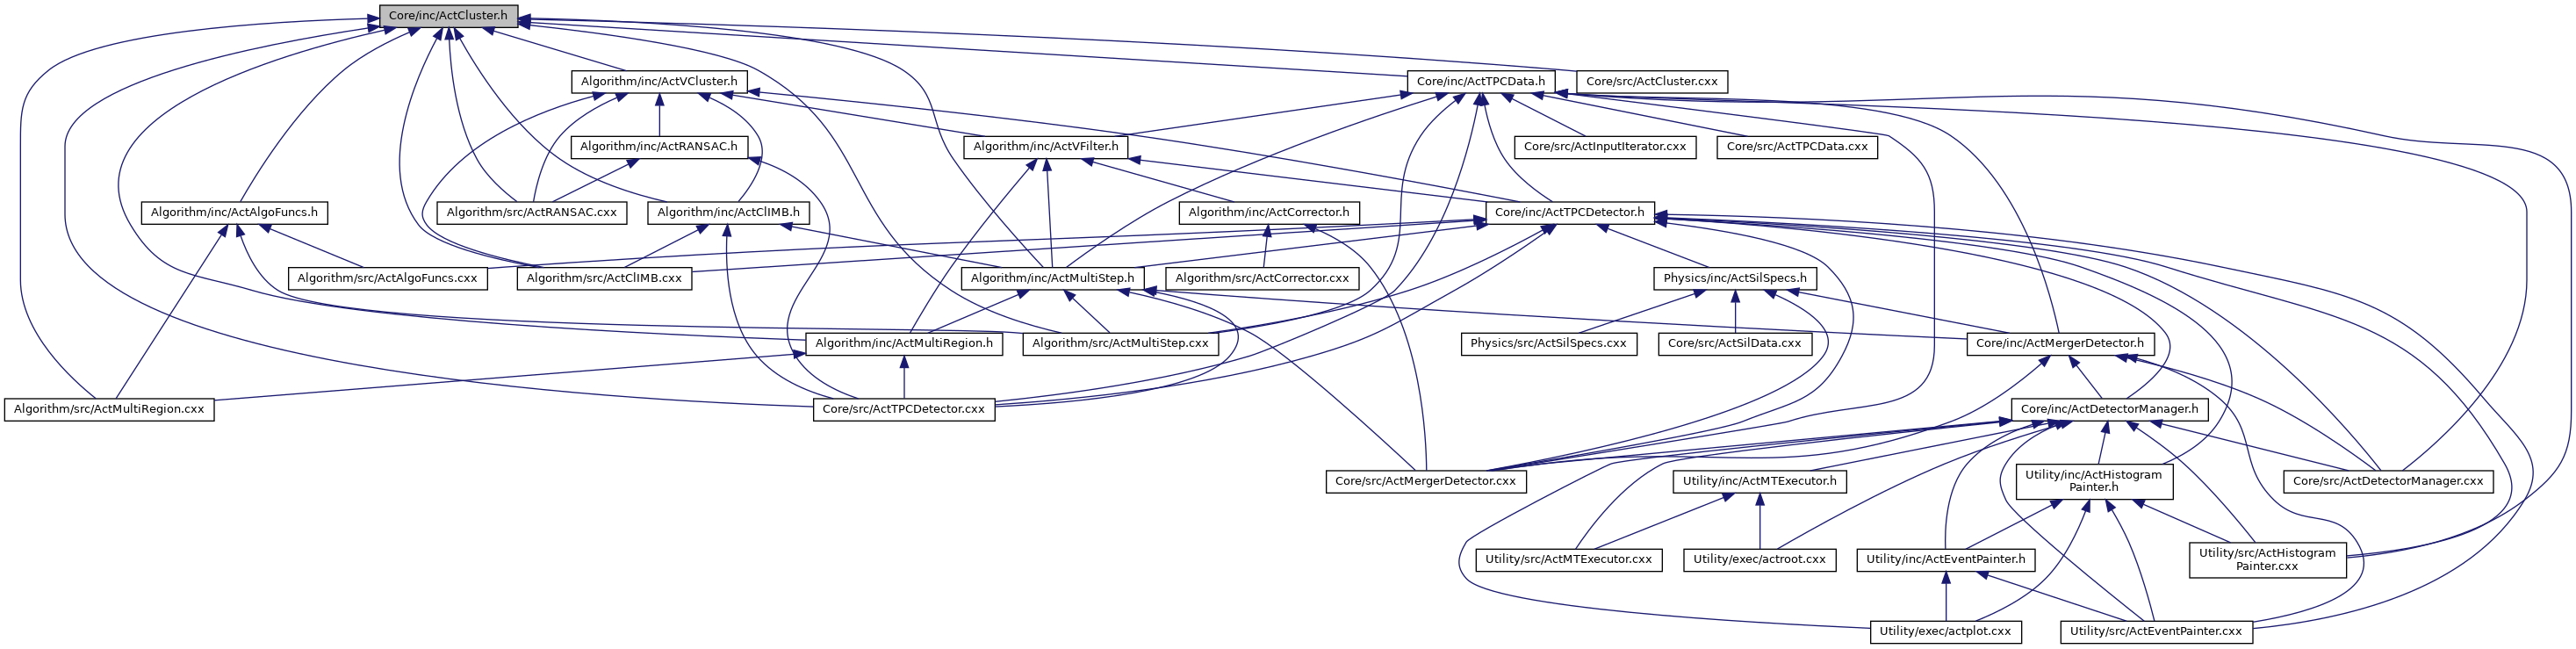 Core/inc/ActCluster.h
Algorithm/inc/ActVCluster.h
Core/inc/ActTPCData.h
Core/src/ActCluster.cxx
Algorithm/inc/ActRANSAC.h
Algorithm/inc/ActVFilter.h
Core/src/ActInputIterator.cxx
Core/src/ActTPCData.cxx
Algorithm/inc/ActAlgoFuncs.h
Algorithm/src/ActRANSAC.cxx
Algorithm/inc/ActClIMB.h
Algorithm/inc/ActCorrector.h
Core/inc/ActTPCDetector.h
Algorithm/src/ActAlgoFuncs.cxx
Algorithm/src/ActClIMB.cxx
Algorithm/inc/ActMultiStep.h
Algorithm/src/ActCorrector.cxx
Physics/inc/ActSilSpecs.h
Algorithm/inc/ActMultiRegion.h
Algorithm/src/ActMultiStep.cxx
Physics/src/ActSilSpecs.cxx
Core/src/ActSilData.cxx
Core/inc/ActMergerDetector.h
Algorithm/src/ActMultiRegion.cxx
Core/src/ActTPCDetector.cxx
Core/inc/ActDetectorManager.h
Core/src/ActMergerDetector.cxx
Utility/inc/ActMTExecutor.h
Utility/inc/ActHistogram
Painter.h
Core/src/ActDetectorManager.cxx
Utility/src/ActMTExecutor.cxx
Utility/exec/actroot.cxx
Utility/inc/ActEventPainter.h
Utility/src/ActHistogram
Painter.cxx
Utility/exec/actplot.cxx
Utility/src/ActEventPainter.cxx